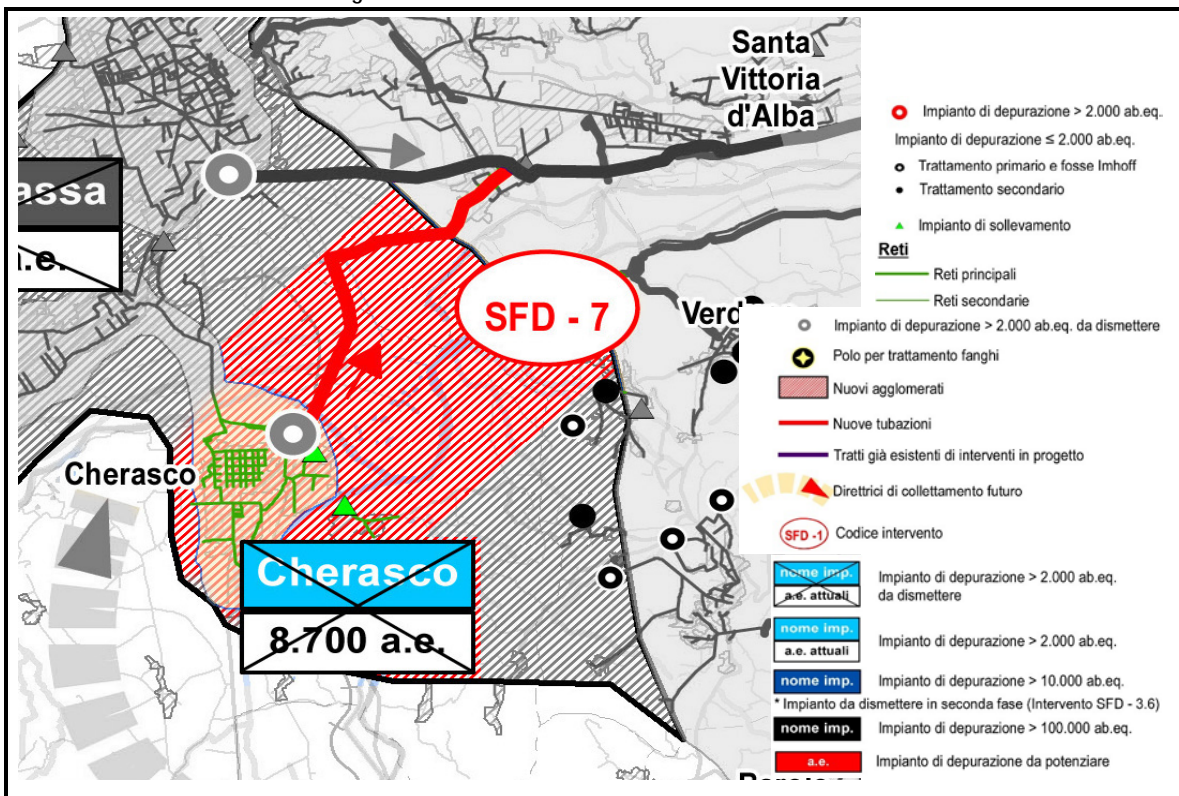 Santa
Vittoria
d'Alba
assa
a.e.
SFD - 7
Cherasco
Cherasco
8.700 a.e.
Impianto di depurazione > 2.000 ab.eq.
Impianto di depurazione ≤ 2.000 ab.eq.
Trattamento primario e fosse Imhoff
Trattamento secondario
Impianto di sollevamento
Reti
Reti principali
Reti secondarie
Impianto di depurazione > 2.000 ab.eq. da dismettere
Polo per trattamento fanghi
Nuovi agglomerati
Nuove tubazioni
Tratti già esistenti di interventi in progetto
Direttrici di collettamento futuro
SFD -1 Codice intervento
nome imp.
a.e. attuali
Impianto di depurazione > 2.000 ab.eq.
da dismettere
nome imp.
a.e. attuali
Impianto di depurazione > 2.000 ab.eq.
nome imp. Impianto di depurazione > 10.000 ab.eq.
* Impianto da dismettere in seconda fase (Intervento SFD - 3.6)
nome imp. Impianto di depurazione > 100.000 ab.eq.
a.e. Impianto di depurazione da potenziare